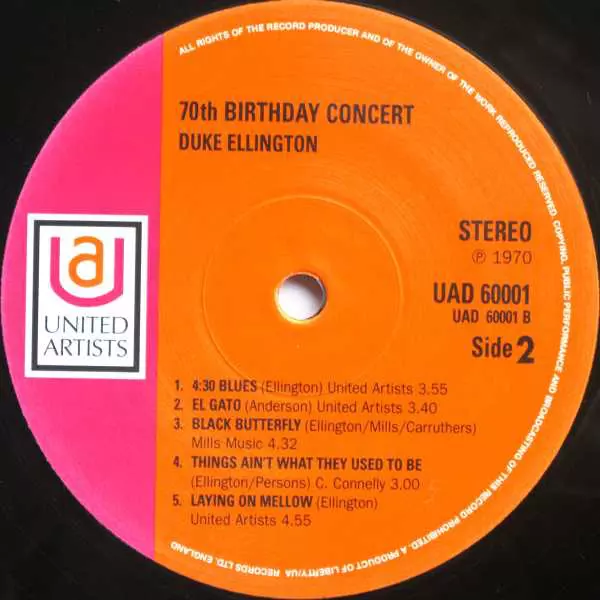 ALL RIGHTS OF THE RECORD PRODUCER AND OF THE OWNER OF THE WORK REPRODUCED RESERVED. COPYING, PUBLIC PERFORMANCE AND BROADCASTING OF THIS RECORD PROHIBITED. A PRODUCT OF LIBERTY/UA RECORDS LTD. ENGLAND
70th BIRTHDAY CONCERT
DUKE ELLINGTON
STEREO
℗ 1970
UAD 60001
UAD 60001 B
Side 2
UA
UNITED
ARTISTS
1. 4:30 BLUES (Ellington) United Artists 3.55
2. EL GATO (Anderson) United Artists 3.40
3. BLACK BUTTERFLY (Ellington/Mills/Carruthers)
Mills Music 4.32
4. THINGS AIN'T WHAT THEY USED TO BE
(Ellington/Persons) C. Connelly 3.00
5. LAYING ON MELLOW (Ellington)
United Artists 4.55